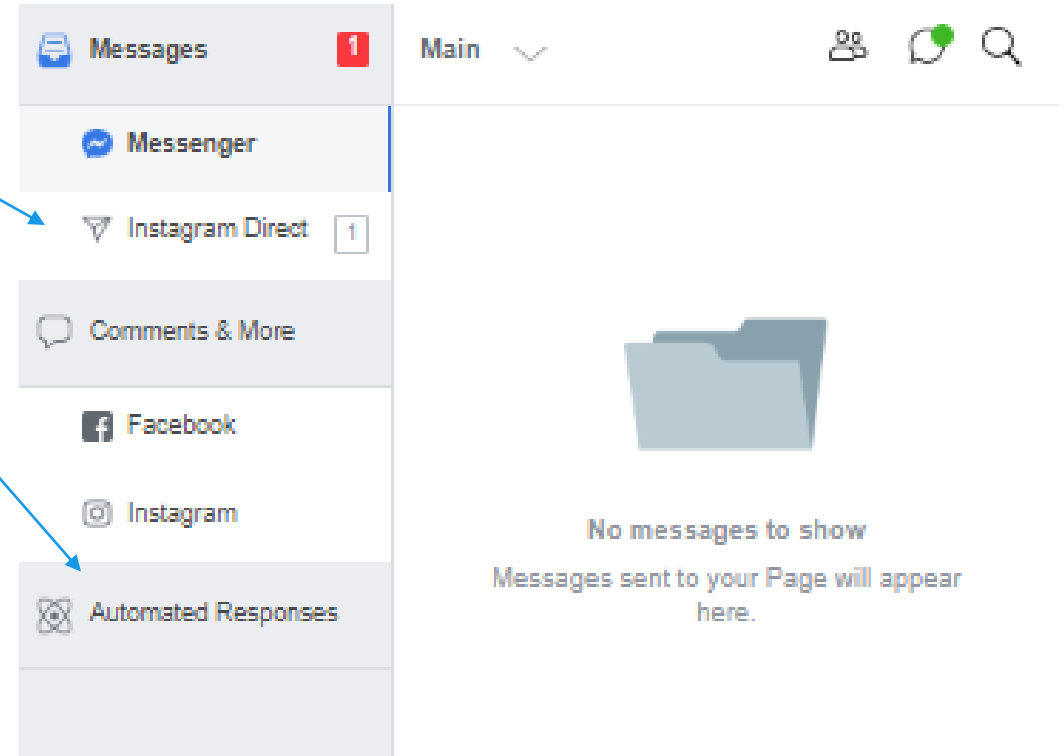 Messages 1
Main
Messenger
Instagram Direct 1
Comments & More
Facebook
Instagram
Automated Responses
No messages to show
Messages sent to your Page will appear
here.